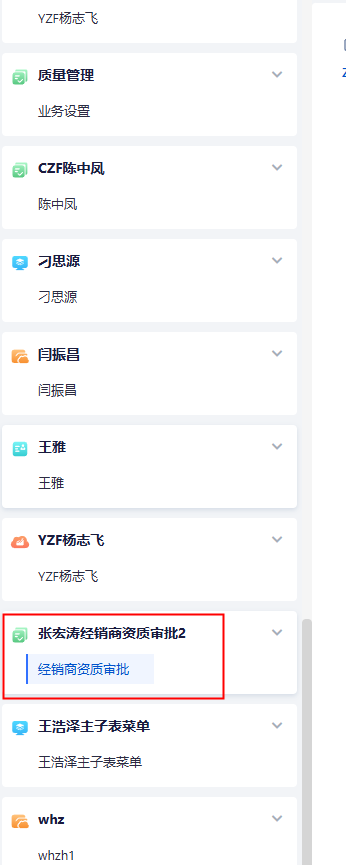 YZF杨志飞
质量管理
业务设置
CZF陈中凤
陈中凤
刁思源
刁思源
闫振昌
闫振昌
王雅
王雅
YZF杨志飞
YZF杨志飞
张宏涛经销商资质审批2
经销商资质审批
王浩泽主子表菜单
王浩泽主子表菜单
whz
whzh1